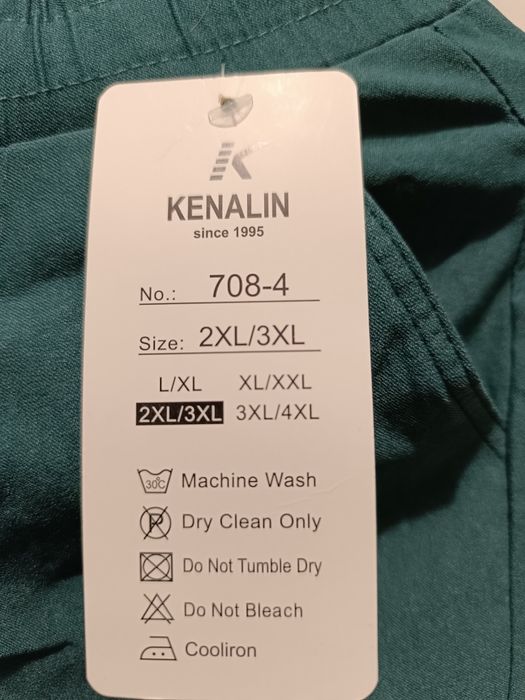 KENALIN
since 1995
No.: 708-4
Size: 2XL/3XL
L/XL XL/XXL
2XL/3XL 3XL/4XL
30C Machine Wash
P Dry Clean Only
Do Not Tumble Dry
Do Not Bleach
Cooliron